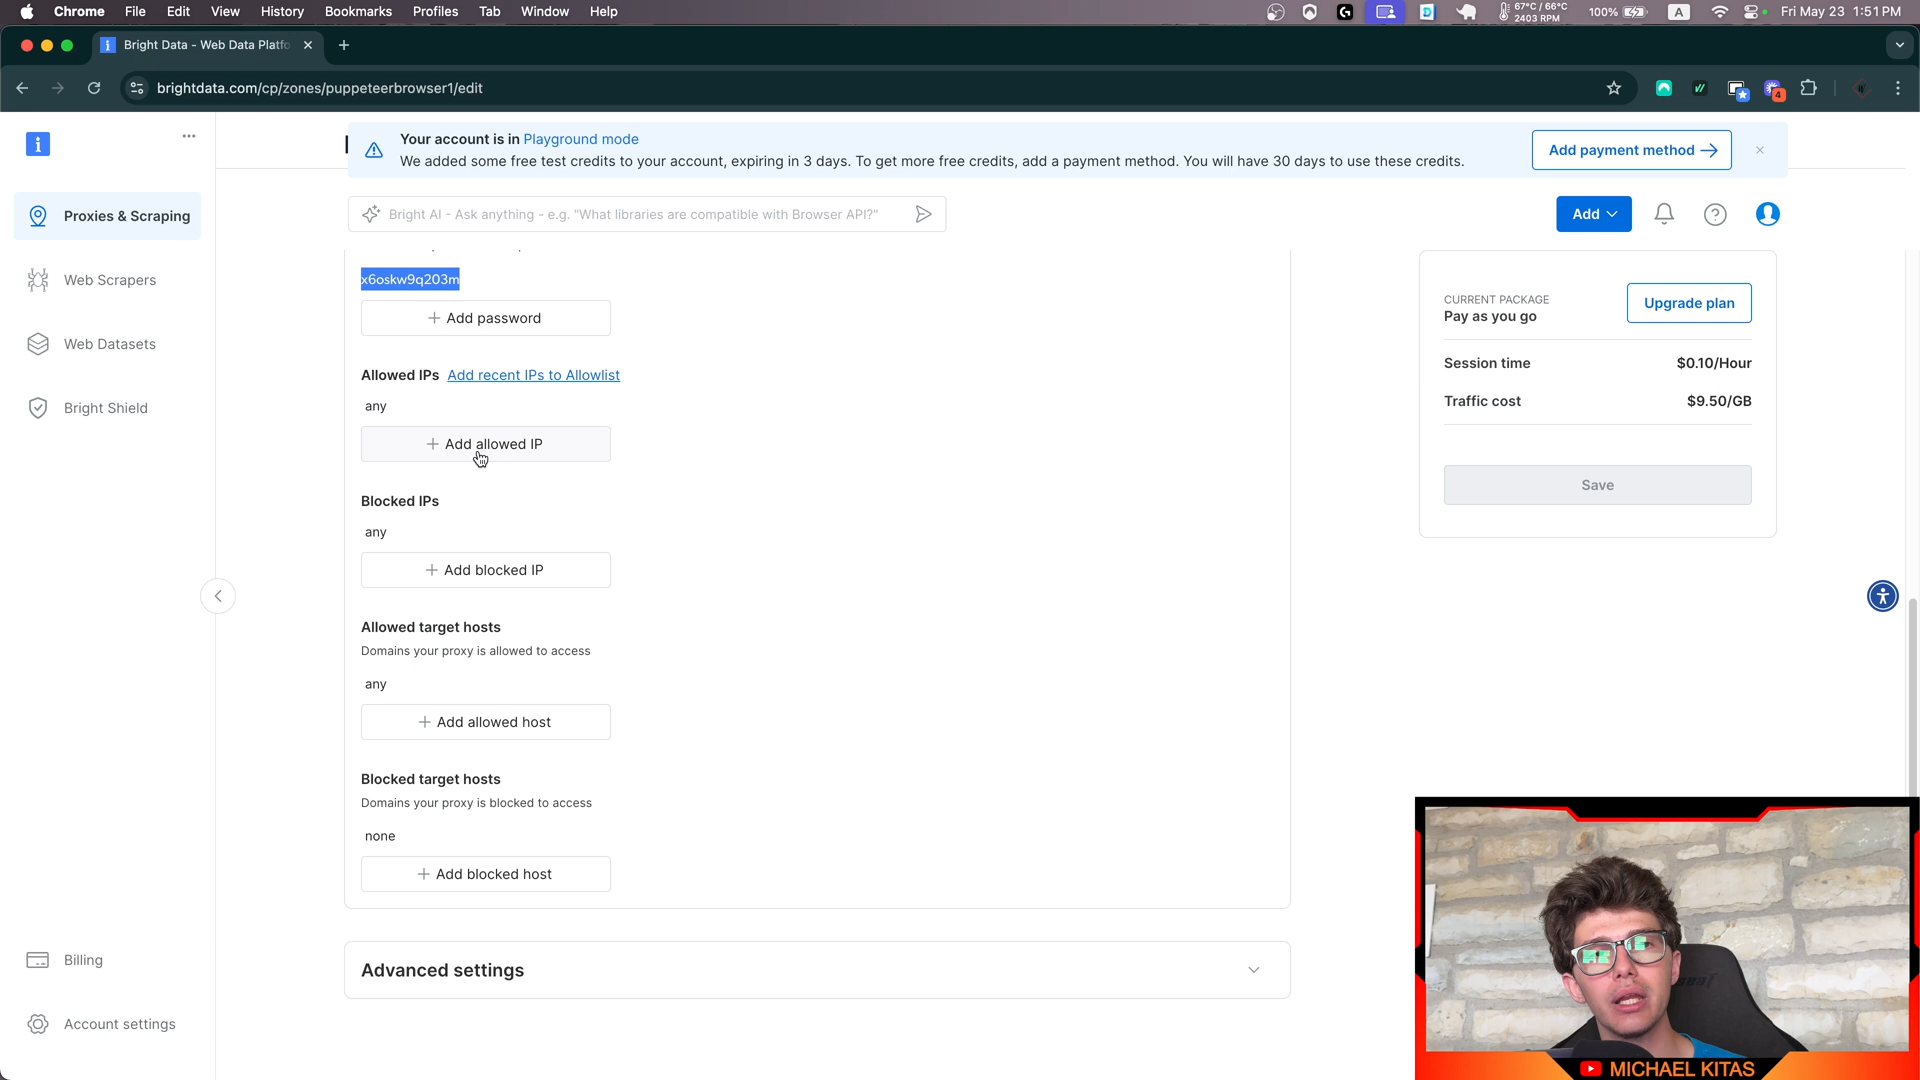 Chrome File Edit View History Bookmarks Profiles Tab Window Help
67°C / 66°C
2403 RPM
100%
A
Fri May 23 1:51 PM
Bright Data - Web Data Platfo
brightdata.com/cp/zones/puppeteerbrowser1/edit
4
Your account is in Playground mode
We added some free test credits to your account, expiring in 3 days. To get more free credits, add a payment method. You will have 30 days to use these credits.
Add payment method
Bright AI - Ask anything - e.g. "What libraries are compatible with Browser API?"
Add
Proxies & Scraping
Web Scrapers
Web Datasets
Bright Shield
Billing
Account settings
x6oskw9q203m
Add password
Allowed IPs Add recent IPs to Allowlist
any
Add allowed IP
Blocked IPs
any
Add blocked IP
Allowed target hosts
Domains your proxy is allowed to access
any
Add allowed host
Blocked target hosts
Domains your proxy is blocked to access
none
Add blocked host
Advanced settings
CURRENT PACKAGE
Pay as you go
Upgrade plan
Session time $0.10/Hour
Traffic cost $9.50/GB
Save
MICHAEL KITAS